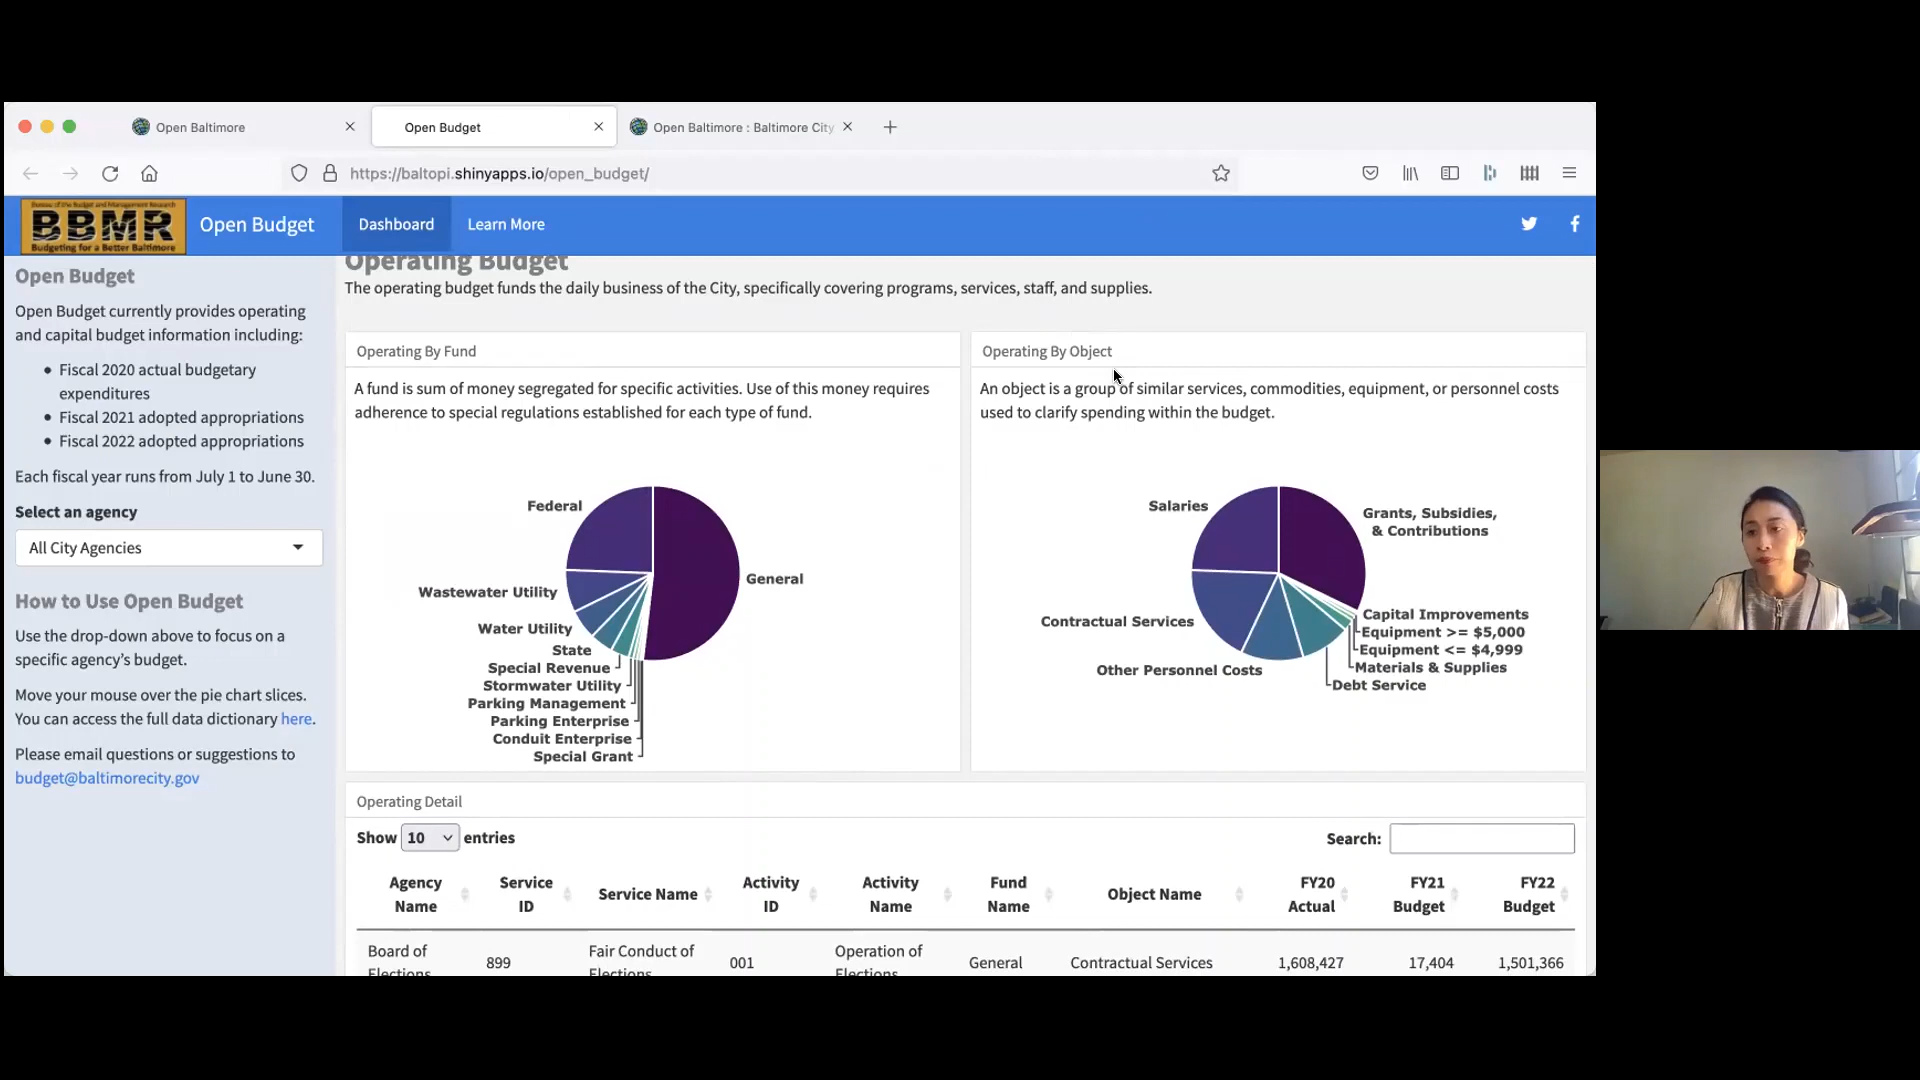 Open Baltimore
Open Budget
Open Baltimore : Baltimore City
https://baltopi.shinyapps.io/open_budget/
Bureau of the Budget and Management Research
BBMR
Budgeting for a Better Baltimore
Open Budget
Dashboard
Learn More
Open Budget
Open Budget currently provides operating
and capital budget information including:
Fiscal 2020 actual budgetary
expenditures
Fiscal 2021 adopted appropriations
Fiscal 2022 adopted appropriations
Each fiscal year runs from July 1 to June 30.
Select an agency
All City Agencies
How to Use Open Budget
Use the drop-down above to focus on a
specific agency’s budget.
Move your mouse over the pie chart slices.
You can access the full data dictionary here.
Please email questions or suggestions to
budget@baltimorecity.gov
Operating Budget
The operating budget funds the daily business of the City, specifically covering programs, services, staff, and supplies.
Operating By Fund
A fund is sum of money segregated for specific activities. Use of this money requires
adherence to special regulations established for each type of fund.
Federal
General
Wastewater Utility
Water Utility
State
Special Revenue
Stormwater Utility
Parking Management
Parking Enterprise
Conduit Enterprise
Special Grant
Operating By Object
An object is a group of similar services, commodities, equipment, or personnel costs
used to clarify spending within the budget.
Salaries
Grants, Subsidies,
& Contributions
Contractual Services
Other Personnel Costs
Capital Improvements
Equipment >= $5,000
Equipment <= $4,999
Materials & Supplies
Debt Service
Operating Detail
Show 10 entries
Search:
Agency Name
Service ID
Service Name
Activity ID
Activity Name
Fund Name
Object Name
FY20 Actual
FY21 Budget
FY22 Budget
Board of Elections
899
Fair Conduct of Elections
001
Operation of Elections
General
Contractual Services
1,608,427
17,404
1,501,366